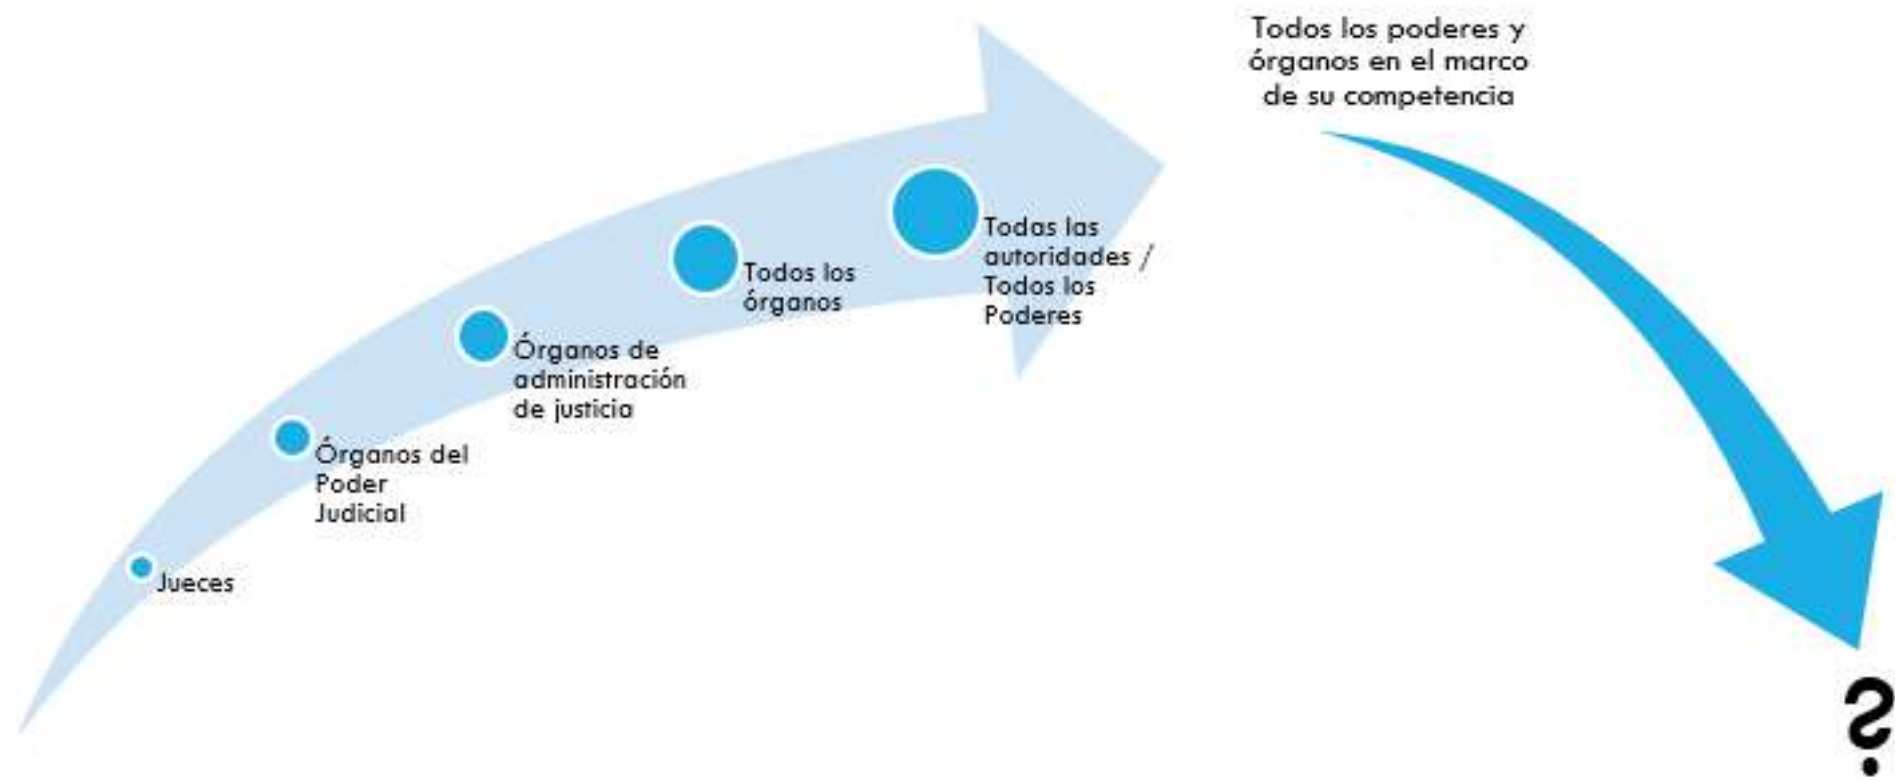 Todos los poderes y
órganos en el marco
de su competencia
Todas las
autoridades /
Todos los
Poderes
Todos los
órganos
Órganos de
administración
de justicia
Órganos del
Poder
Judicial
Jueces
?